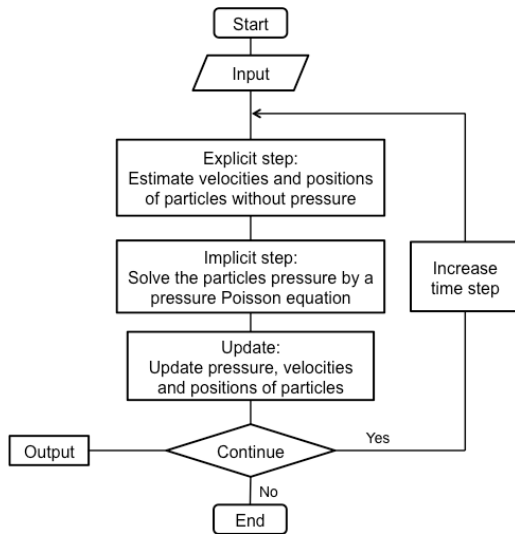 Start
Input
Explicit step:
Estimate velocities and positions
of particles without pressure
Implicit step:
Solve the particles pressure by a
pressure Poisson equation
Increase
time step
Update:
Update pressure, velocities
and positions of particles
Yes
Output
Continue
No
End